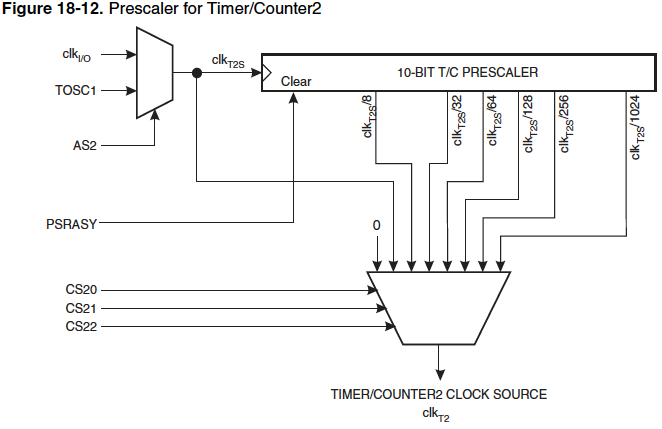 Figure 18-12. Prescaler for Timer/Counter2
clkI/O
TOSC1
AS2
PSRASY
clkT2S
Clear
10-BIT T/C PRESCALER
clkT2S/8
clkT2S/32
clkT2S/64
clkT2S/128
clkT2S/256
clkT2S/1024
0
CS20
CS21
CS22
TIMER/COUNTER2 CLOCK SOURCE
clkT2